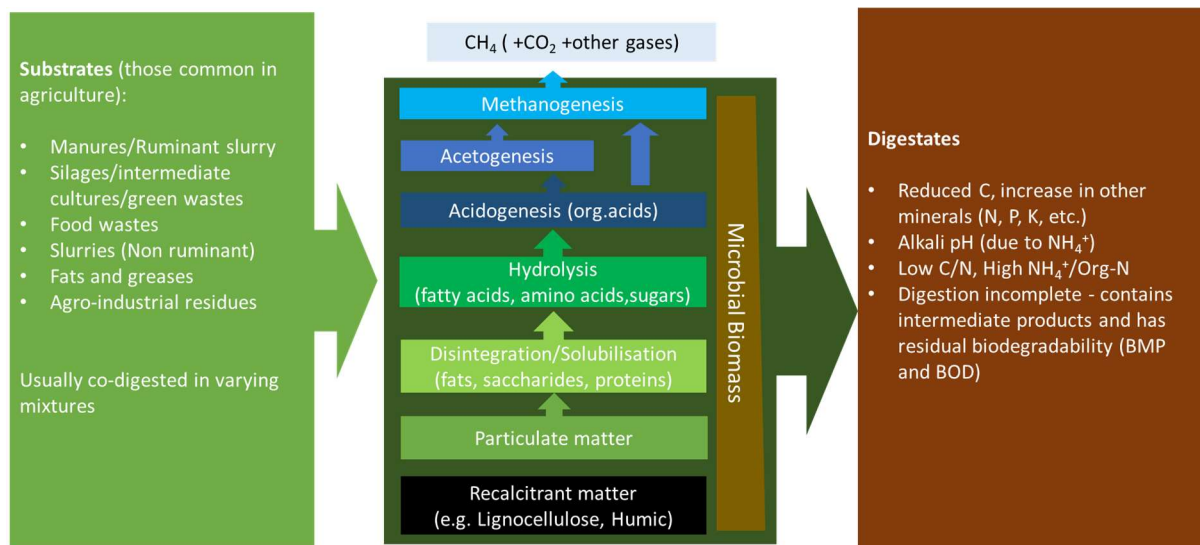 Substrates (those common in
agriculture):
• Manures/Ruminant slurry
• Silages/intermediate
cultures/green wastes
• Food wastes
• Slurries (Non ruminant)
• Fats and greases
• Agro-industrial residues
Usually co-digested in varying
mixtures
CH₄ ( +CO₂ +other gases)
Methanogenesis
Acetogenesis
Acidogenesis (org.acids)
Hydrolysis
(fatty acids, amino acids,sugars)
Disintegration/Solubilisation
(fats, saccharides, proteins)
Particulate matter
Recalcitrant matter
(e.g. Lignocellulose, Humic)
Microbial Biomass
Digestates
• Reduced C, increase in other
minerals (N, P, K, etc.)
• Alkali pH (due to NH₄⁺)
• Low C/N, High NH₄⁺/Org-N
• Digestion incomplete - contains
intermediate products and has
residual biodegradability (BMP
and BOD)